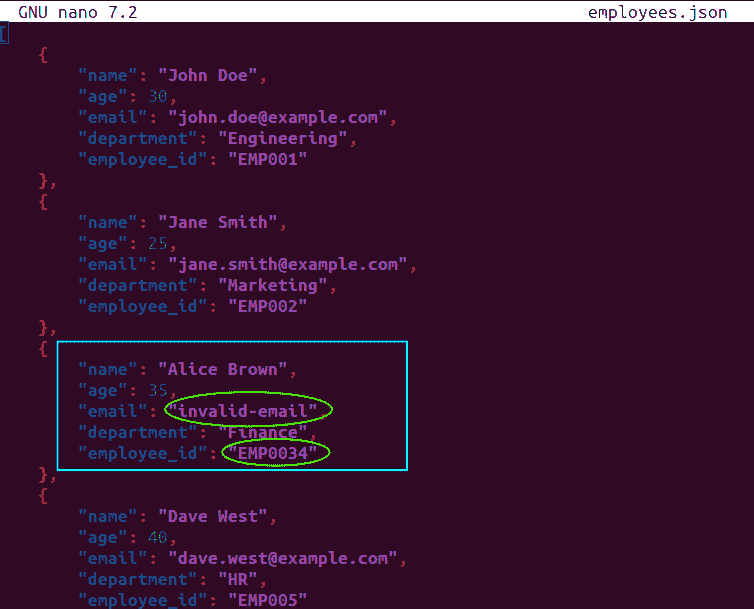 GNU nano 7.2 employees.json
[
{
"name": "John Doe",
"age": 30,
"email": "john.doe@example.com",
"department": "Engineering",
"employee_id": "EMP001"
},
{
"name": "Jane Smith",
"age": 25,
"email": "jane.smith@example.com",
"department": "Marketing",
"employee_id": "EMP002"
},
{
"name": "Alice Brown",
"age": 35,
"email": "invalid-email",
"department": "Finance",
"employee_id": "EMP0034"
},
{
"name": "Dave West",
"age": 40,
"email": "dave.west@example.com",
"department": "HR",
"employee_id": "EMP005"